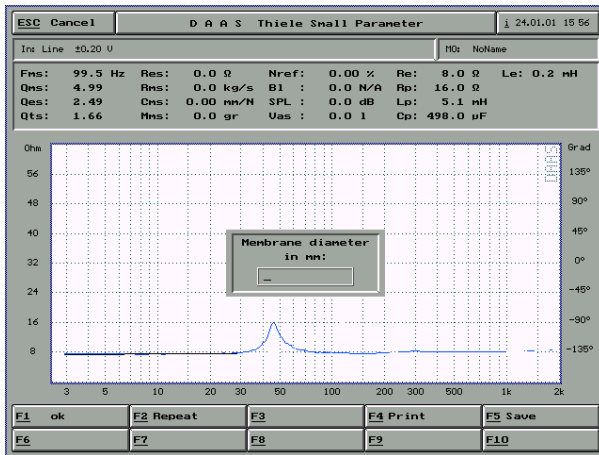 ESC Cancel D A A S Thiele Small Parameter i 24.01.01 15 56
In: Line ±0.20 V M0: NoName
Fms: 99.5 Hz Res: 0.0 Ω Nref: 0.00 % Re: 8.0 Ω Le: 0.2 mH
Qms: 4.99 Rms: 0.0 kg/s Bl : 0.0 N/A Rp: 16.0 Ω
Qes: 2.49 Cms: 0.00 mm/N SPL : 0.0 dB Lp: 5.1 mH
Qts: 1.66 Mms: 0.0 gr Vas : 0.0 l Cp: 498.0 µF
Ohm Grad
DAAS
56 135°
48 90°
40 45°
Membrane diameter
in mm:
_
32 0°
24 -45°
16 -90°
8 -135°
3 5 10 20 30 50 100 200 300 500 1k 2k
F1 ok F2 Repeat F3 F4 Print F5 Save
F6 F7 F8 F9 F10